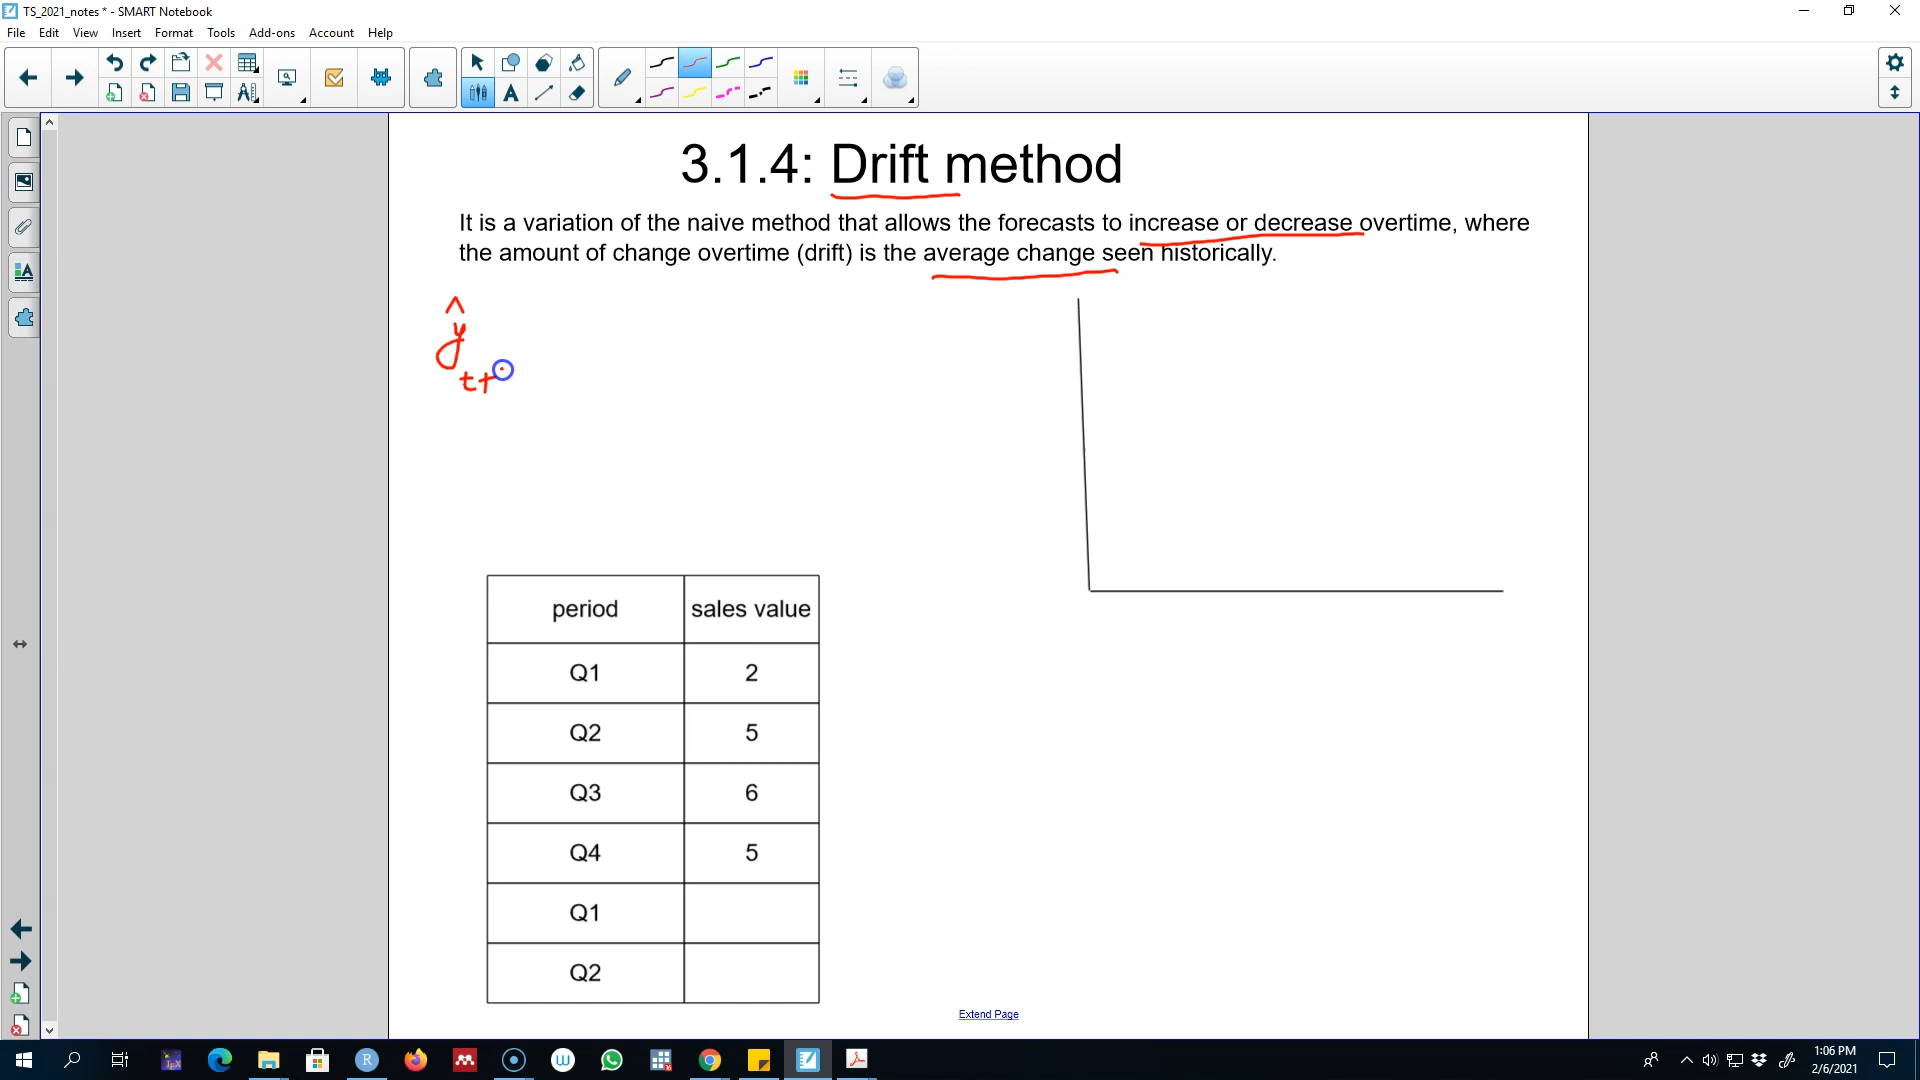 TS_2021_notes * - SMART Notebook
File Edit View Insert Format Tools Add-ons Account Help
3.1.4: Drift method
It is a variation of the naive method that allows the forecasts to increase or decrease overtime, where
the amount of change overtime (drift) is the average change seen historically.
ŷ
t+
period sales value
Q1 2
Q2 5
Q3 6
Q4 5
Q1
Q2
Extend Page
1:06 PM
2/6/2021